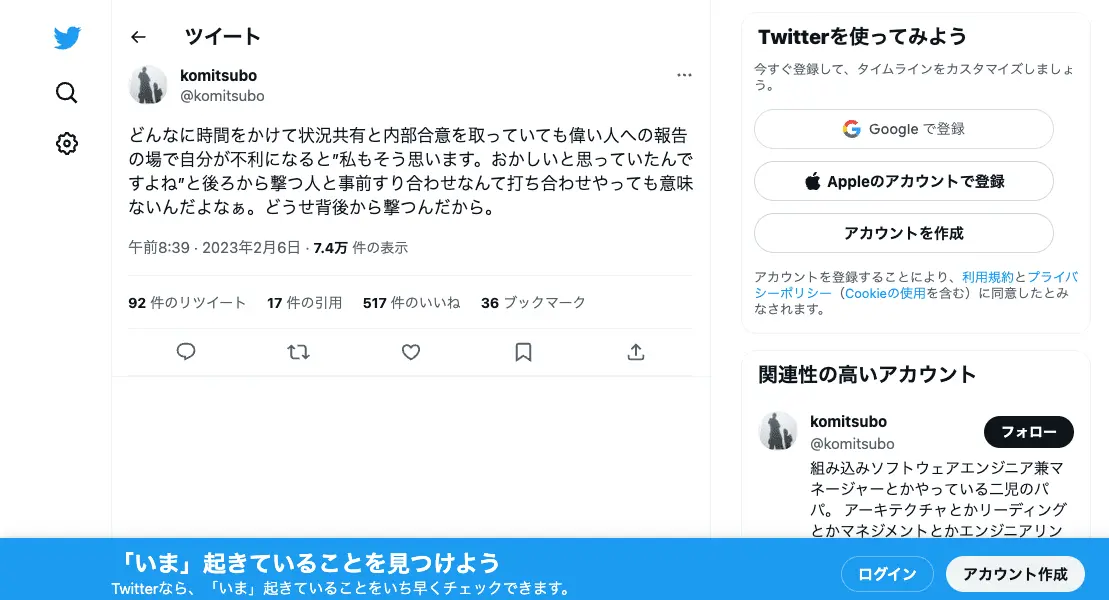 ツイート
komitsubo
@komitsubo
どんなに時間をかけて状況共有と内部合意を取っていても偉い人への報告
の場で自分が不利になると”私もそう思います。おかしいと思っていたんで
すよね”と後ろから撃つ人と事前すり合わせなんて打ち合わせやっても意味
ないんだよなぁ。どうせ背後から撃つんだから。
午前8:39 · 2023年2月6日 · 7.4万 件の表示
92 件のリツイート 17 件の引用 517 件のいいね 36 ブックマーク
Twitterを使ってみよう
今すぐ登録して、タイムラインをカスタマイズしましょ
う。
Google で登録
Appleのアカウントで登録
アカウントを作成
アカウントを登録することにより、利用規約とプライバ
シーポリシー（Cookieの使用を含む）に同意したとみ
なされます。
関連性の高いアカウント
komitsubo
@komitsubo
フォロー
組み込みソフトウェアエンジニア兼マ
ネージャーとかやっている二児のパ
パ。 アーキテクチャとかリーディング
とかマネジメントとかエンジニアリン
「いま」起きていることを見つけよう
Twitterなら、「いま」起きていることをいち早くチェックできます。
ログイン
アカウント作成